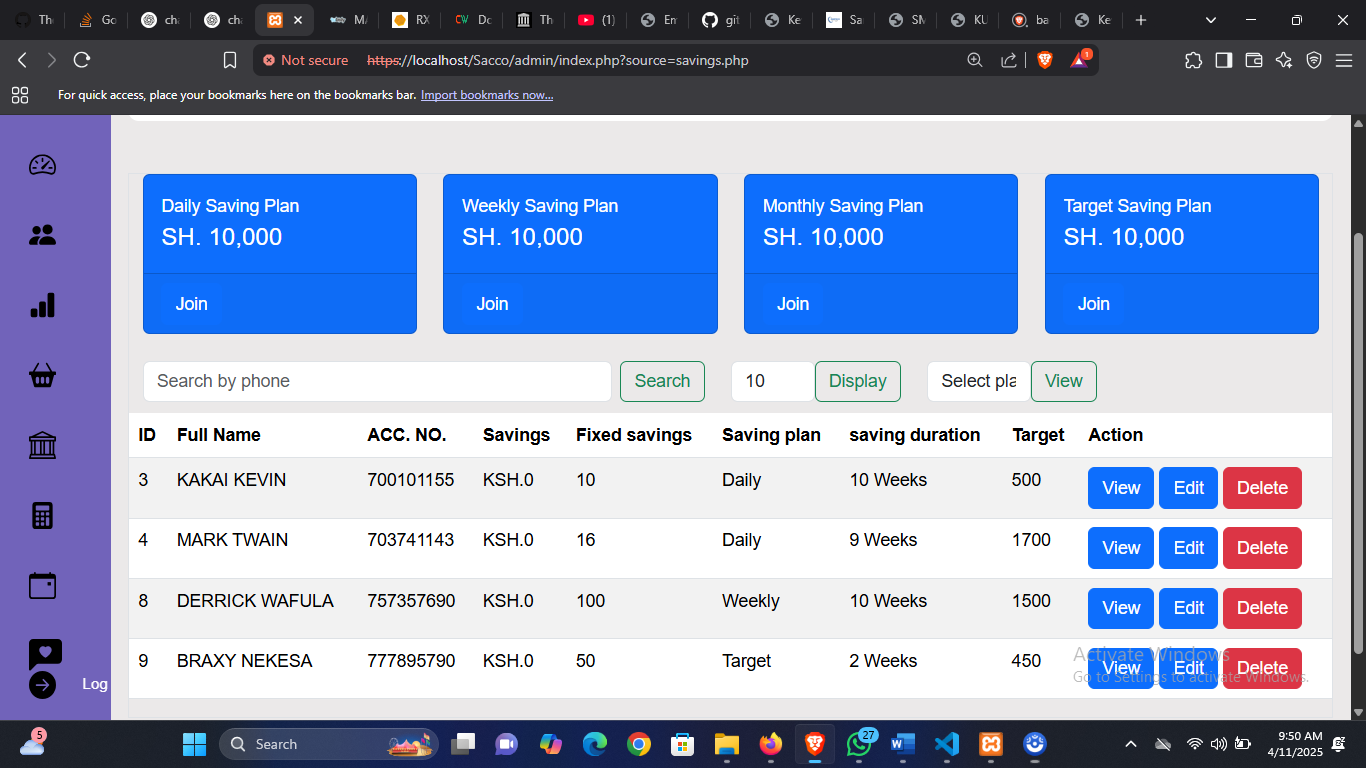 Th
Go
cha
cha
MA
RX
CW Do
Th
(1)
Em
git
Ke
Sa
SM
KU
ba
Ke
Not secure https://localhost/Sacco/admin/index.php?source=savings.php
1
For quick access, place your bookmarks here on the bookmarks bar. Import bookmarks now...
Daily Saving Plan
SH. 10,000
Join
Weekly Saving Plan
SH. 10,000
Join
Monthly Saving Plan
SH. 10,000
Join
Target Saving Plan
SH. 10,000
Join
Search by phone Search 10 Display Select pla View
ID Full Name ACC. NO. Savings Fixed savings Saving plan saving duration Target Action
3 KAKAI KEVIN 700101155 KSH.0 10 Daily 10 Weeks 500 View Edit Delete
4 MARK TWAIN 703741143 KSH.0 16 Daily 9 Weeks 1700 View Edit Delete
8 DERRICK WAFULA 757357690 KSH.0 100 Weekly 10 Weeks 1500 View Edit Delete
9 BRAXY NEKESA 777895790 KSH.0 50 Target 2 Weeks 450 View Edit Delete
Log
Activate Windows
Go to Settings to activate Windows.
5
Search
27
9:50 AM
4/11/2025